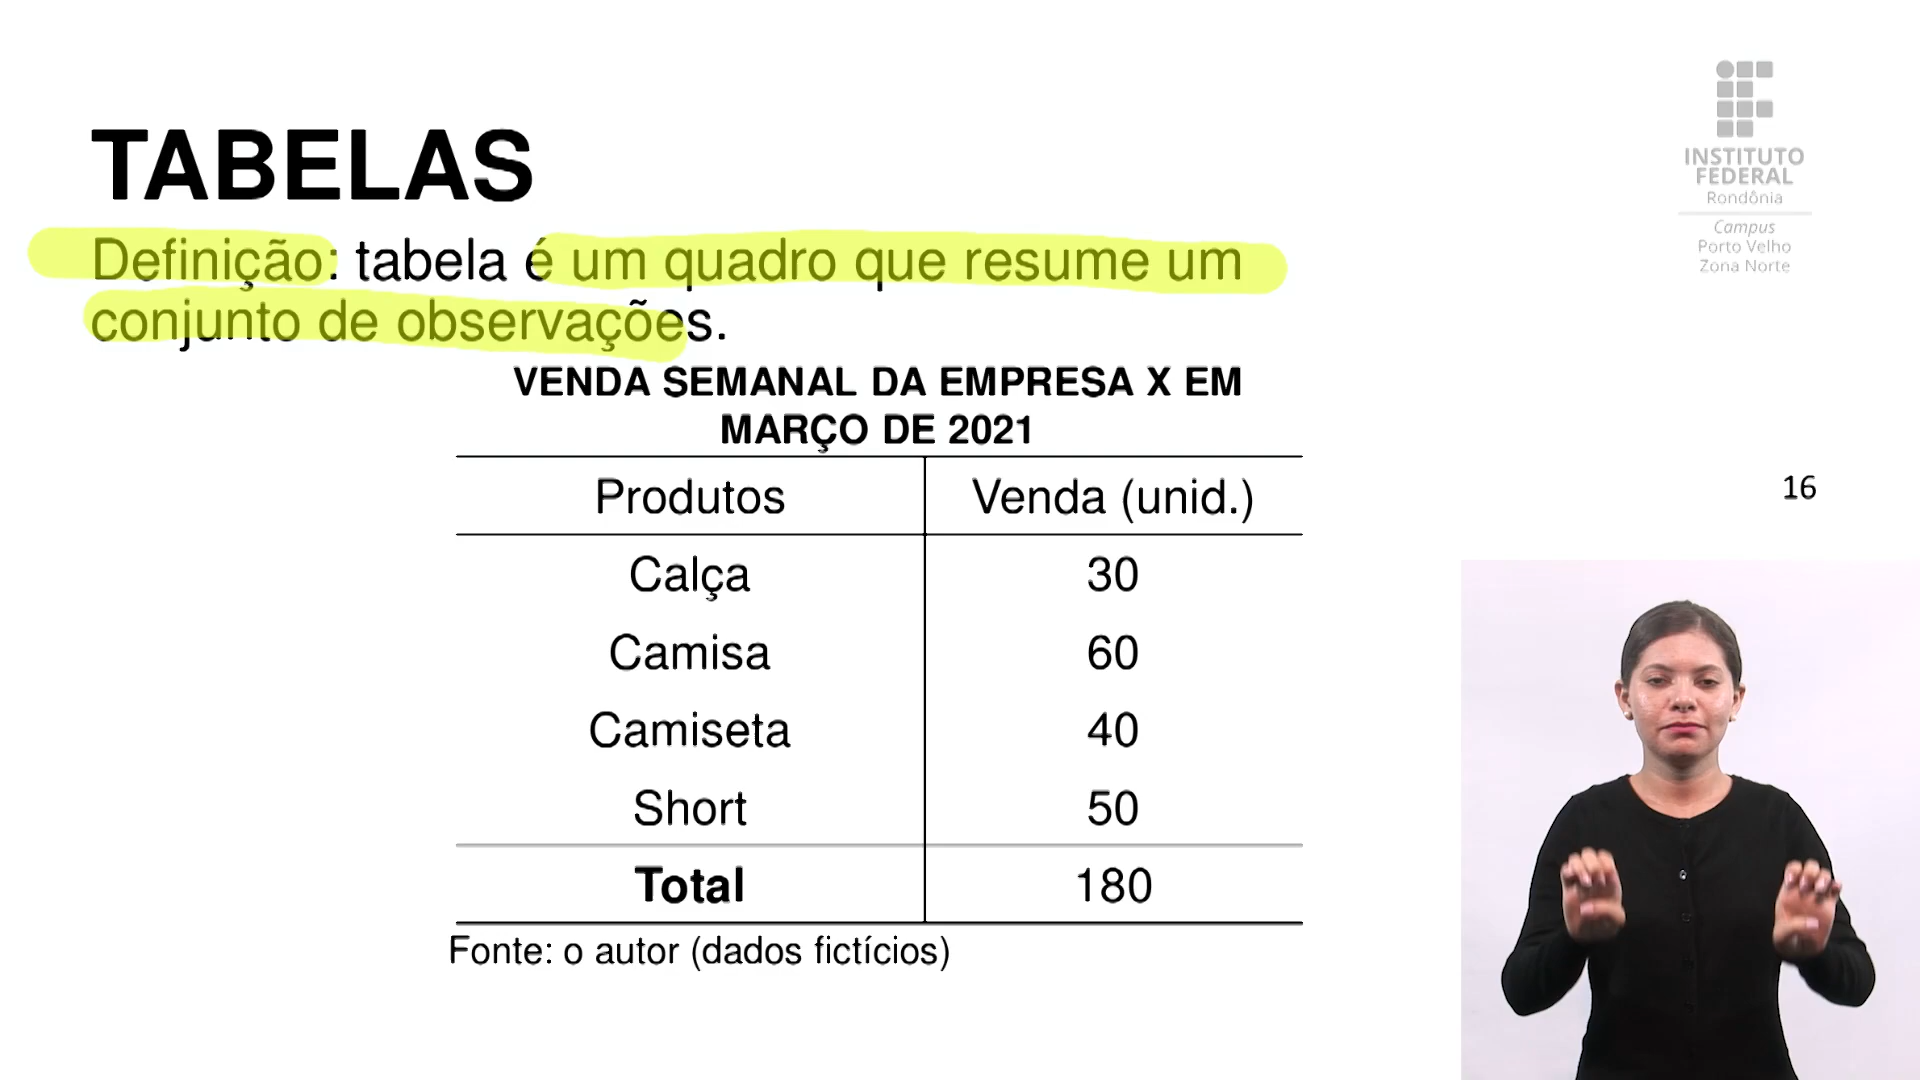 INSTITUTO
FEDERAL
Rondônia
Campus
Porto Velho
Zona Norte
TABELAS
Definição: tabela é um quadro que resume um
conjunto de observações.
VENDA SEMANAL DA EMPRESA X EM
MARÇO DE 2021
Produtos Venda (unid.)
Calça 30
Camisa 60
Camiseta 40
Short 50
Total 180
Fonte: o autor (dados fictícios)
16